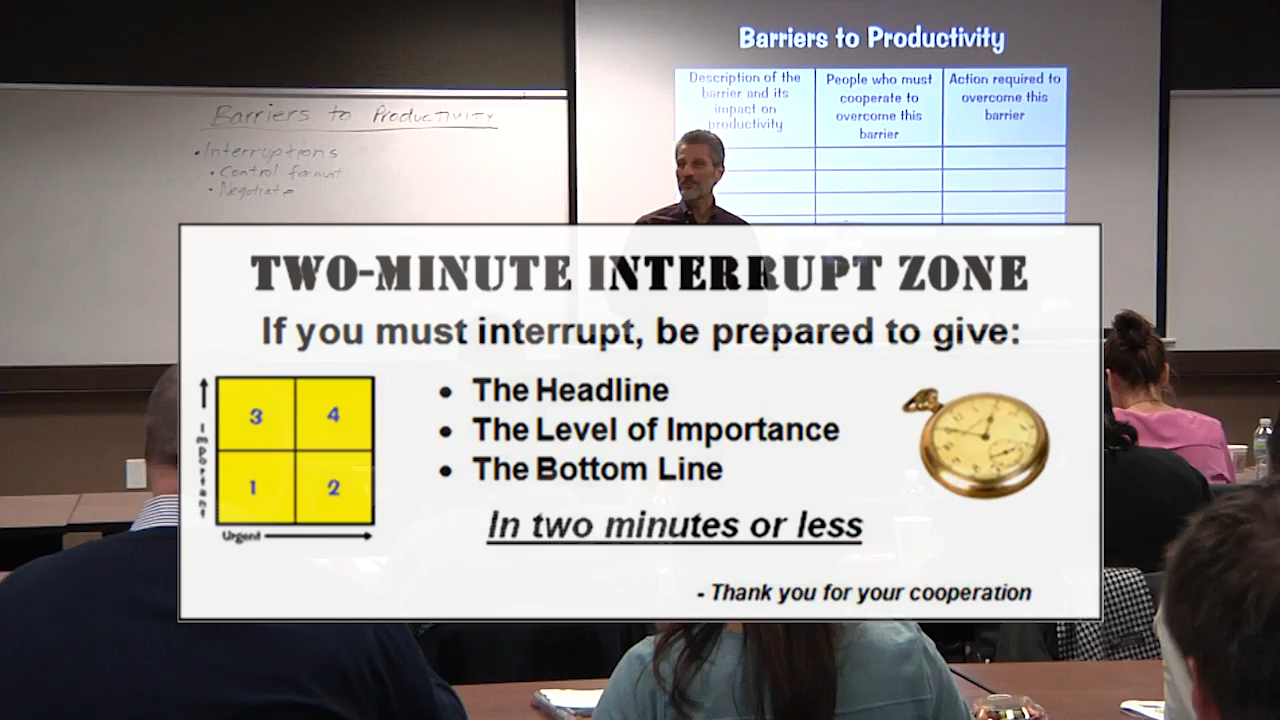 Barriers to Productivity
Description of the
barrier and its
impact on
productivity
People who must
cooperate to
overcome this
barrier
Action required to
overcome this
barrier
Barriers to Productivity
• Interruptions
• Control format
• Negotiate
TWO-MINUTE INTERRUPT ZONE
If you must interrupt, be prepared to give:
3 4
1 2
Important
Urgent
• The Headline
• The Level of Importance
• The Bottom Line
In two minutes or less
- Thank you for your cooperation